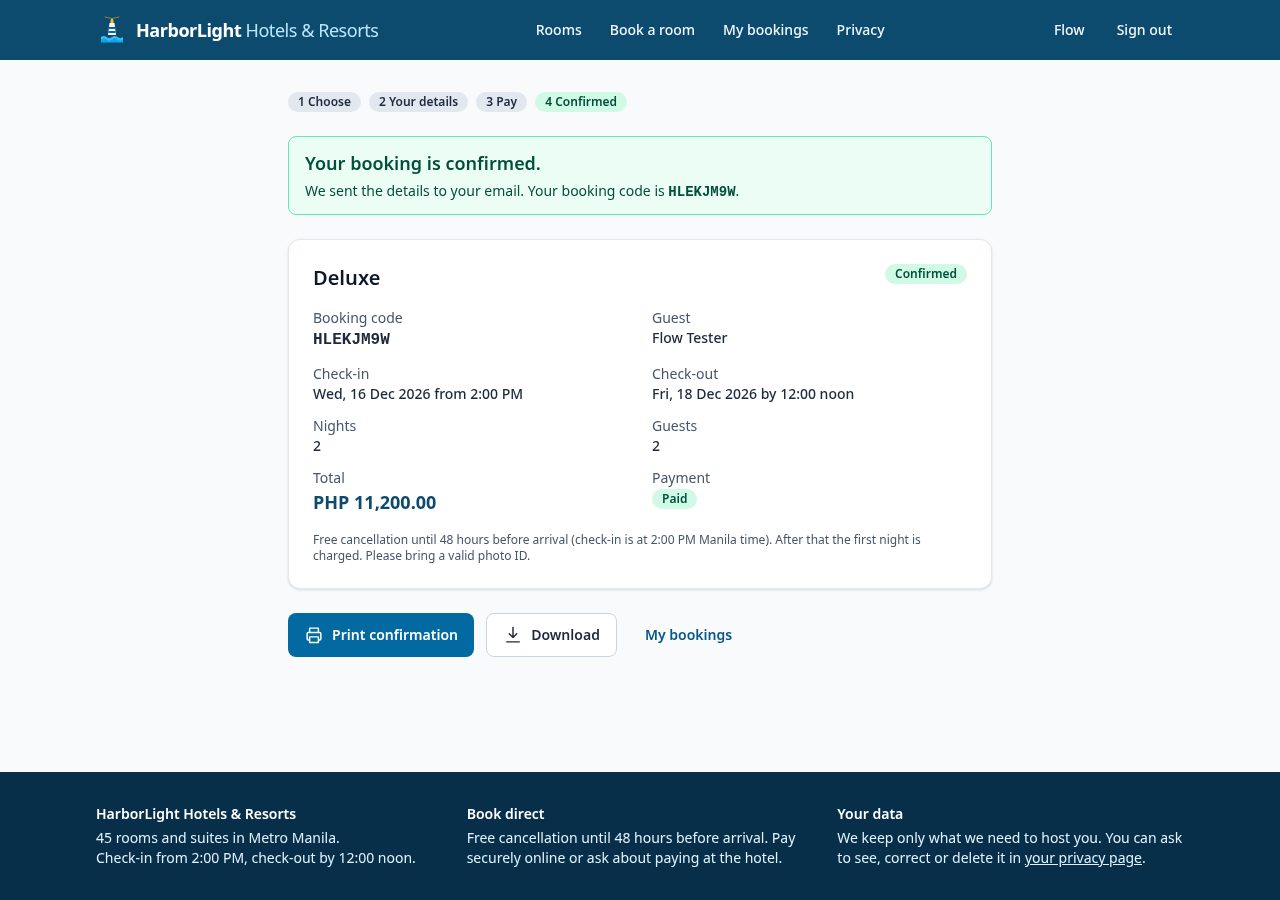 HarborLight Hotels & Resorts
Rooms
Book a room
My bookings
Privacy
Flow
Sign out
1 Choose
2 Your details
3 Pay
4 Confirmed
Your booking is confirmed.
We sent the details to your email. Your booking code is HLEKJM9W.
Deluxe
Confirmed
Booking code
HLEKJM9W
Guest
Flow Tester
Check-in
Wed, 16 Dec 2026 from 2:00 PM
Check-out
Fri, 18 Dec 2026 by 12:00 noon
Nights
2
Guests
2
Total
PHP 11,200.00
Payment
Paid
Free cancellation until 48 hours before arrival (check-in is at 2:00 PM Manila time). After that the first night is
charged. Please bring a valid photo ID.
Print confirmation
Download
My bookings
HarborLight Hotels & Resorts
45 rooms and suites in Metro Manila.
Check-in from 2:00 PM, check-out by 12:00 noon.
Book direct
Free cancellation until 48 hours before arrival. Pay
securely online or ask about paying at the hotel.
Your data
We keep only what we need to host you. You can ask
to see, correct or delete it in your privacy page.